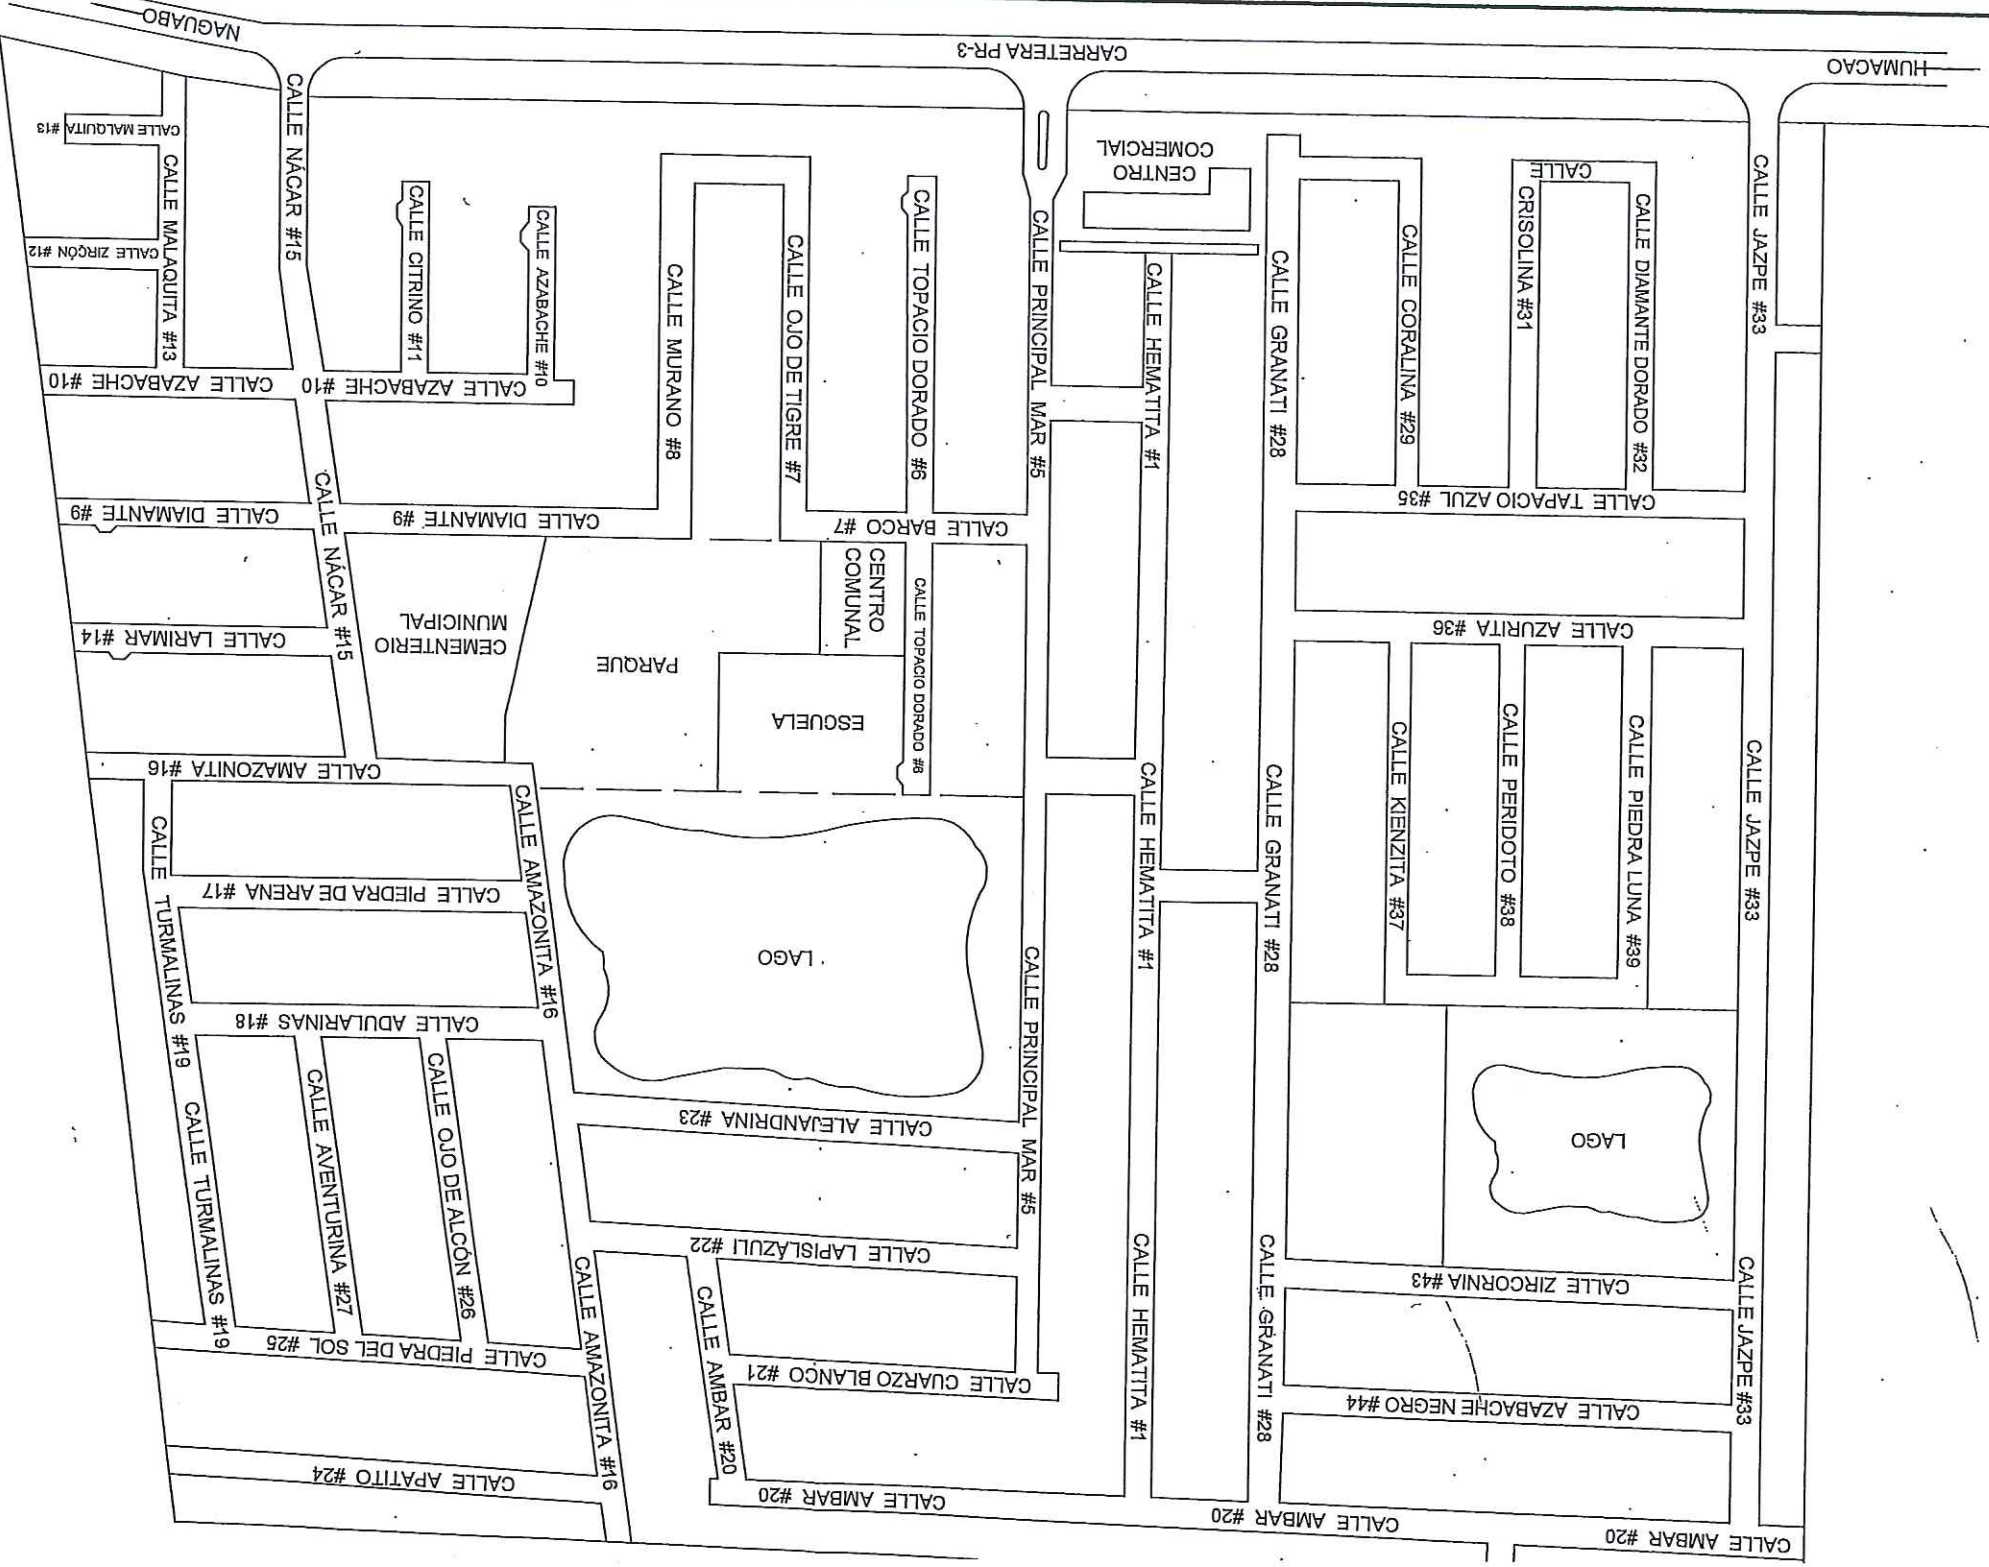 NAGUABO
CARRETERA PR-3
HUMACAO
CALLE MALQUITA #13
CALLE MALAQUITA #13
CALLE ZIRCÓN #12
CALLE NÁCAR #15
CALLE CITRINO #11
CALLE AZABACHE #10
CALLE AZABACHE #10
CALLE AZABACHE #10
CALLE MURANO #8
CALLE OJO DE TIGRE #7
CALLE TOPACIO DORADO #6
CALLE PRINCIPAL MAR #5
CENTRO
COMERCIAL
CALLE HEMATITA #1
CALLE GRANATI #28
CALLE CORALINA #29
CALLE
CRISOLINA #31
CALLE DIAMANTE DORADO #32
CALLE JAZPE #33
CALLE DIAMANTE #9
CALLE NÁCAR #15
CALLE DIAMANTE #9
CALLE BARCO #7
CALLE TAPACIO AZUL #35
CALLE LARIMAR #14
CEMENTERIO
MUNICIPAL
PARQUE
CENTRO
COMUNAL
ESCUELA
CALLE TOPACIO DORADO #6
CALLE AZURITA #36
CALLE KIENZITA #37
CALLE PERIDOTO #38
CALLE PIEDRA LUNA #39
CALLE JAZPE #33
CALLE AMAZONITA #16
CALLE AMAZONITA #16
CALLE HEMATITA #1
CALLE GRANATI #28
CALLE TURMALINAS #19
CALLE PIEDRA DE ARENA #17
LAGO
CALLE PRINCIPAL MAR #5
CALLE ADULARINAS #18
CALLE AVENTURINA #27
CALLE OJO DE ALCÓN #26
CALLE TURMALINAS #19
CALLE ALEJANDRINA #23
LAGO
CALLE LAPISLAZULI #22
CALLE AMAZONITA #16
CALLE AMBAR #20
CALLE HEMATITA #1
CALLE GRANATI #28
CALLE ZIRCORNIA #43
CALLE JAZPE #33
CALLE PIEDRA DEL SOL #25
CALLE CUARZO BLANCO #21
CALLE AZABACHE NEGRO #44
CALLE APATITO #24
CALLE AMBAR #20
CALLE AMBAR #20
CALLE AMBAR #20